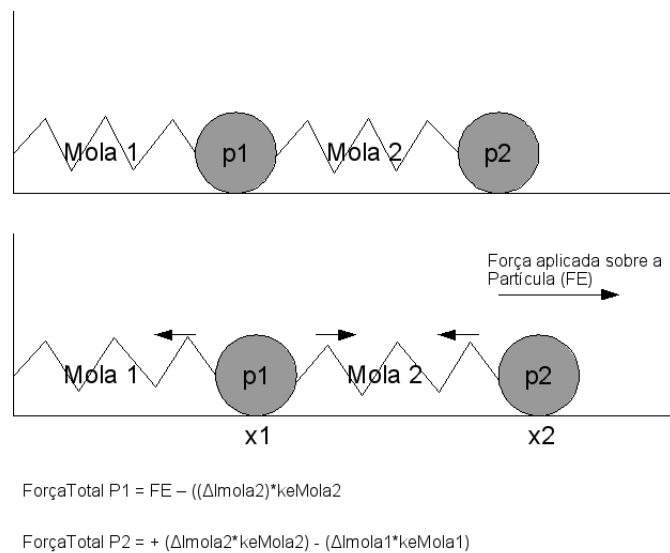 Mola 1
p1
Mola 2
p2
Força aplicada sobre a
Partícula (FE)
Mola 1
p1
Mola 2
p2
x1
x2
ForçaTotal P1 = FE – ((Δlmola2)*keMola2
ForçaTotal P2 = + (Δlmola2*keMola2) - (Δlmola1*keMola1)